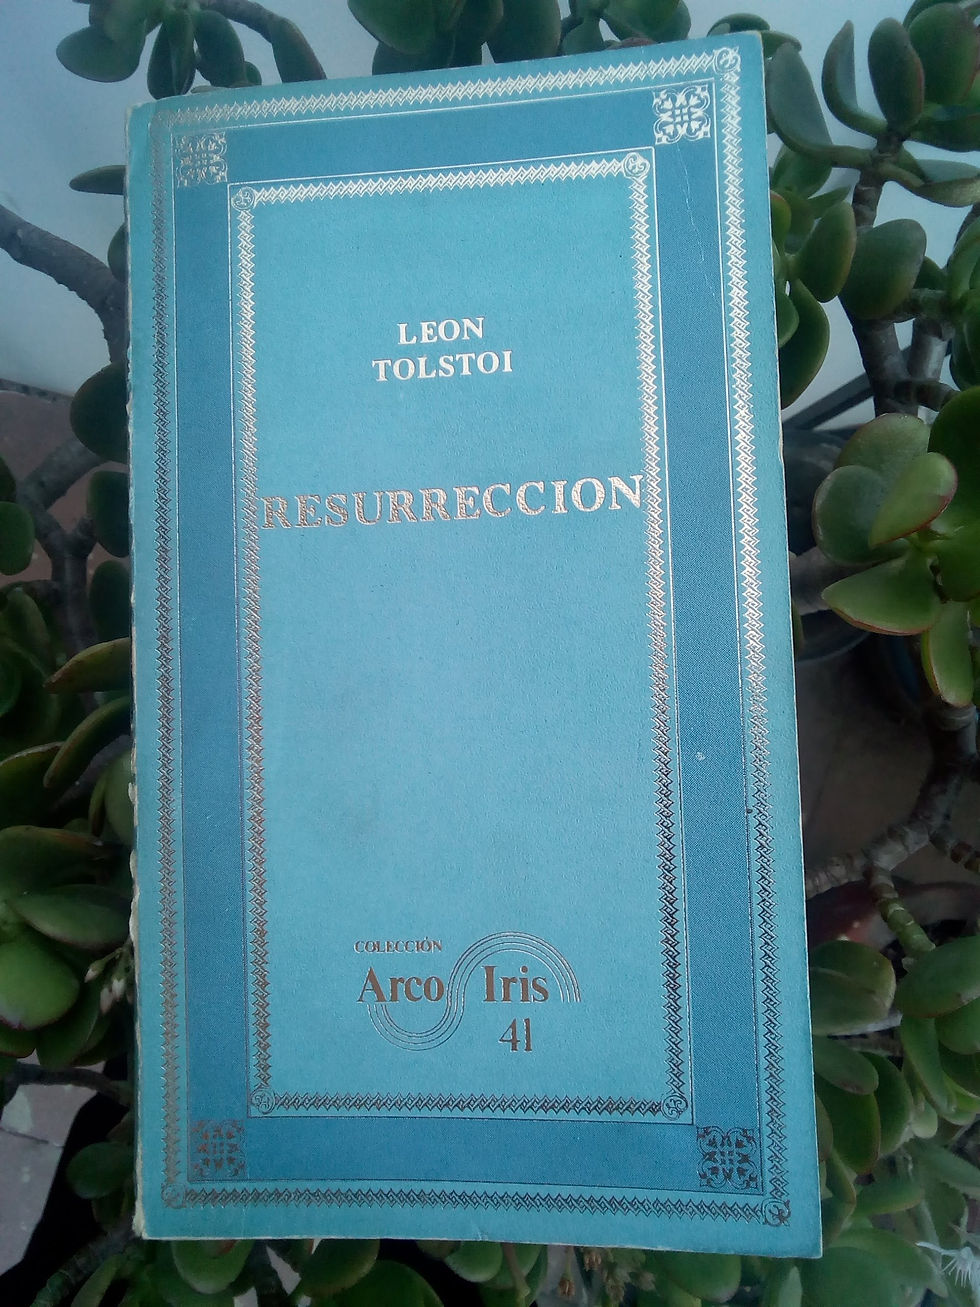 LEON
TOLSTOI
RESURRECCION
COLECCIÓN
Arco Iris
41